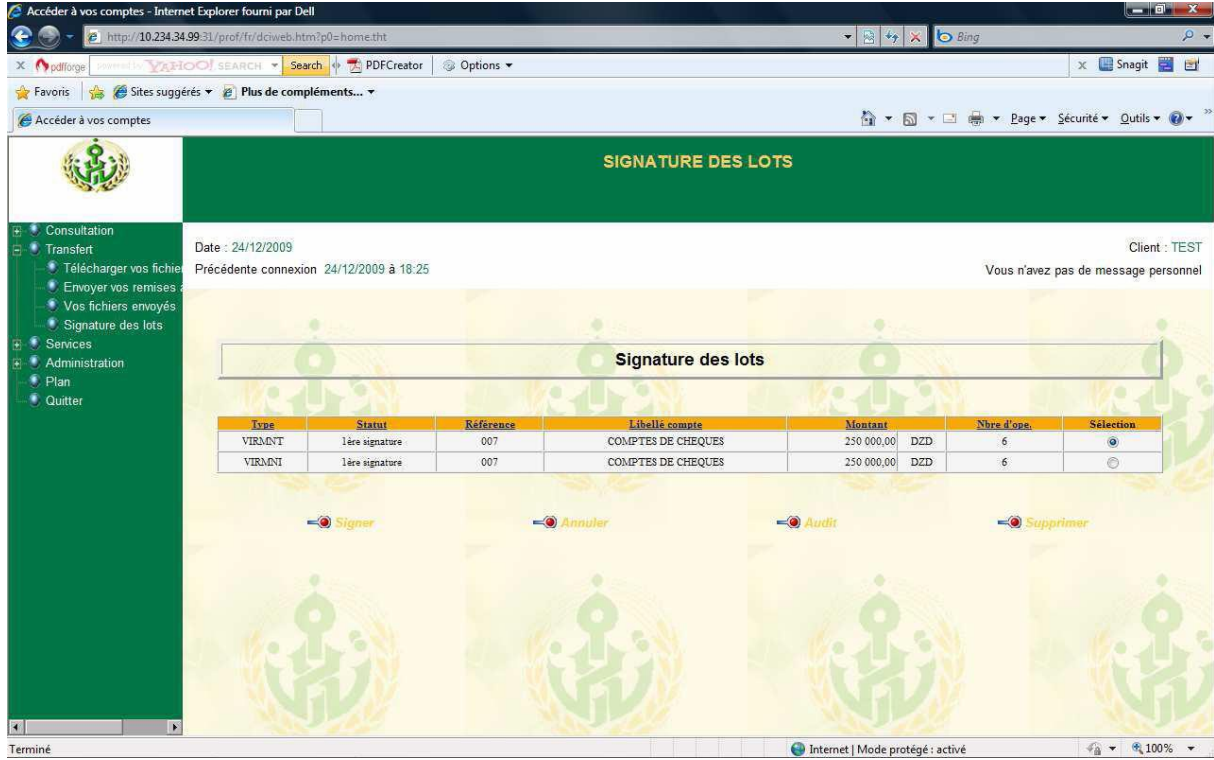 Accéder à vos comptes - Internet Explorer fourni par Dell
http://10.234.34.99:31/prof/fr/dciweb.htm?p0=home.tht
Bing
x pdfforge powered by YAHOO! SEARCH Search PDFCreator Options x Snagit
Favoris Sites suggérés Plus de compléments...
Accéder à vos comptes Page Sécurité Outils »
SIGNATURE DES LOTS
Consultation
Transfert
Télécharger vos fichie
Envoyer vos remises
Vos fichiers envoyés
Signature des lots
Services
Administration
Plan
Quitter
Date : 24/12/2009 Client : TEST
Précédente connexion 24/12/2009 à 18:25 Vous n'avez pas de message personnel
Signature des lots
Type Statut Référence Libellé compte Montant Nbre d'ope. Sélection
VIRMNT 1ère signature 007 COMPTES DE CHEQUES 250 000,00 DZD 6
VIRMNI 1ère signature 007 COMPTES DE CHEQUES 250 000,00 DZD 6
Signer Annuler Audit Supprimer
Terminé Internet | Mode protégé : activé 100%